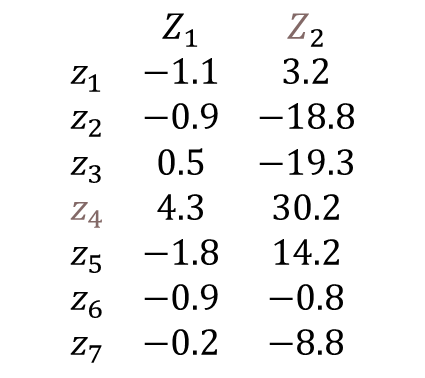 Z₁ Z₂
z₁ −1.1 3.2
z₂ −0.9 −18.8
z₃ 0.5 −19.3
z₄ 4.3 30.2
z₅ −1.8 14.2
z₆ −0.9 −0.8
z₇ −0.2 −8.8